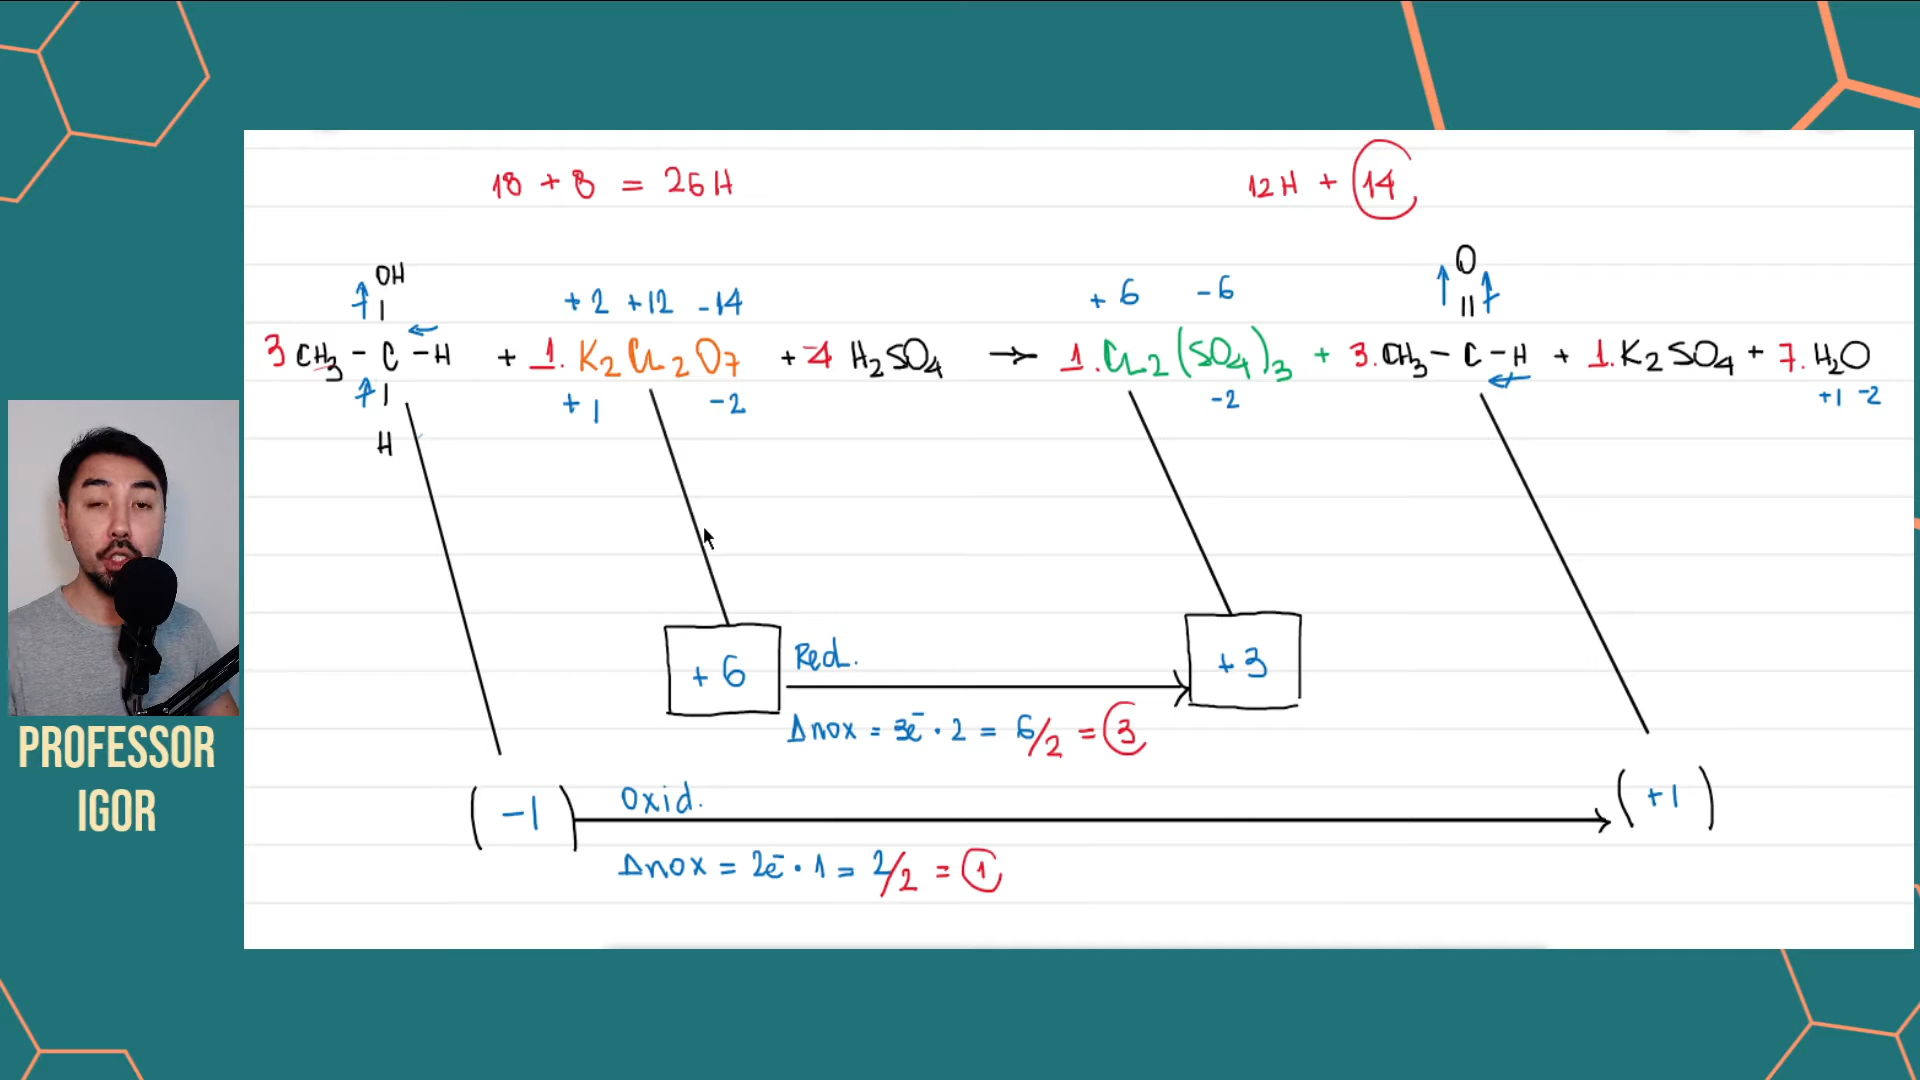 18 + 8 = 26H
12H + 14
OH
O
+2 +12 -14
+6 -6
3 CH3 - C - H + 1. K2Cr2O7 + 4 H2SO4 → 1. Cr2(SO4)3 + 3. CH3 - C - H + 1. K2SO4 + 7. H2O
+1 -2 -2 +1 -2
H
+6 Red. +3
Δnox = 3e⁻ · 2 = 6/2 = 3
(-1) Oxid. (+1)
Δnox = 2e⁻ · 1 = 2/2 = 1
PROFESSOR
IGOR